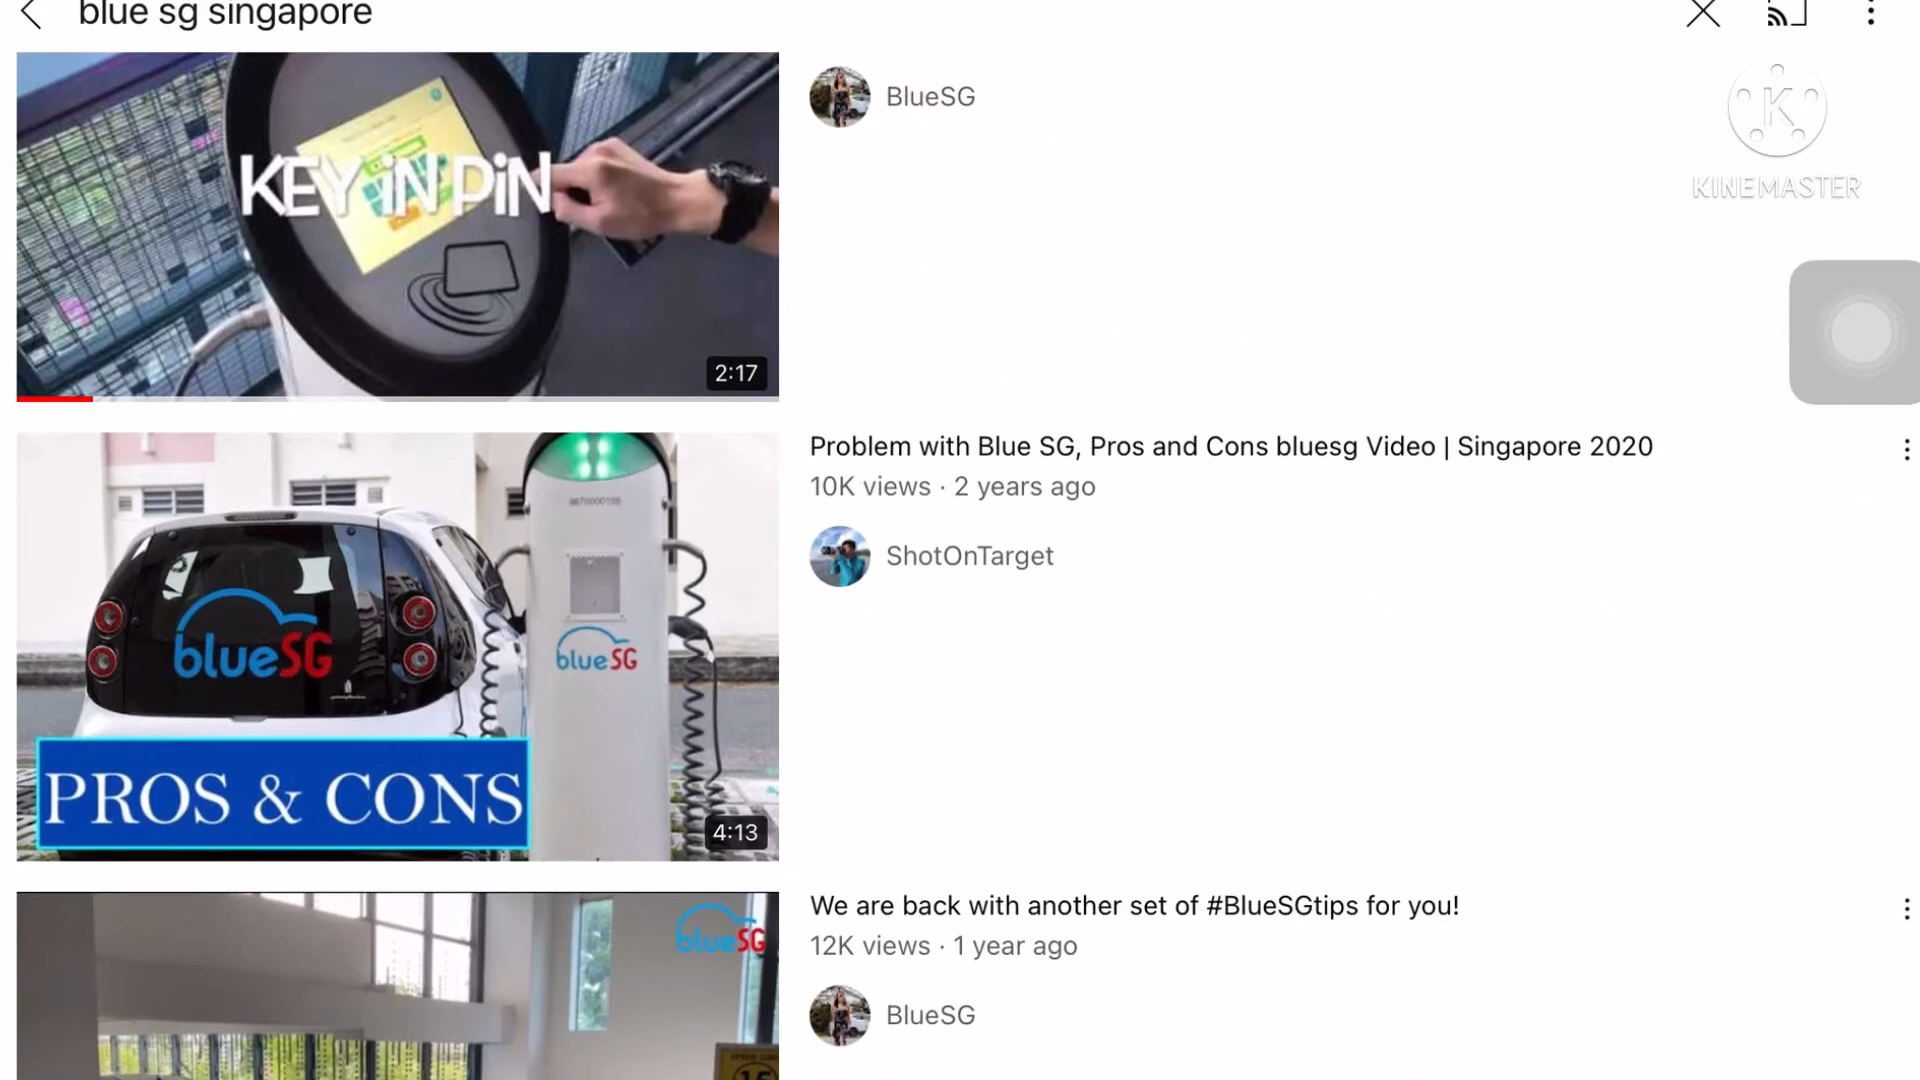 blue sg singapore
KEY iN PiN
2:17
BlueSG
K
KINEMASTER
Problem with Blue SG, Pros and Cons bluesg Video | Singapore 2020
10K views · 2 years ago
ShotOnTarget
blueSG
blueSG
PROS & CONS
4:13
We are back with another set of #BlueSGtips for you!
12K views · 1 year ago
BlueSG
blueSG
15